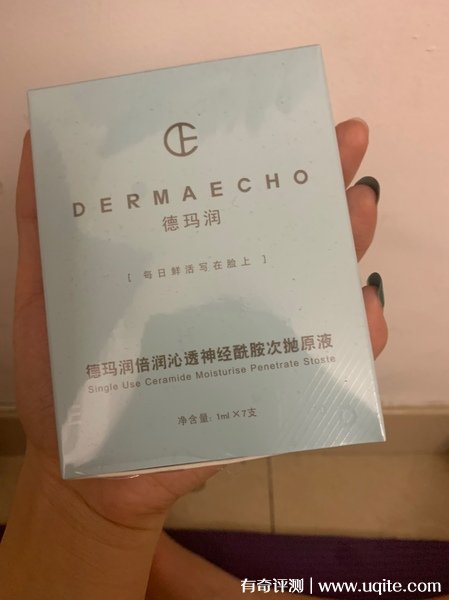 DERMAECHO
德玛润
[ 每日鲜活写在脸上 ]
德玛润倍润沁透神经酰胺次抛原液
Single Use Ceramide Moisturise Penetrate Stoste
净含量: 1ml×7支
有奇评测 | www.uqite.com